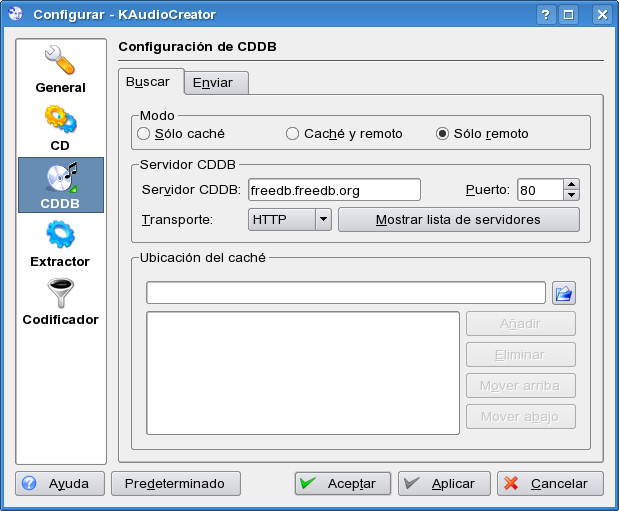 Configurar - KAudioCreator
Configuración de CDDB
General
CD
CDDB
Extractor
Codificador
Buscar
Enviar
Modo
Sólo caché
Caché y remoto
Sólo remoto
Servidor CDDB
Servidor CDDB: freedb.freedb.org Puerto: 80
Transporte: HTTP Mostrar lista de servidores
Ubicación del caché
Añadir
Eliminar
Mover arriba
Mover abajo
Ayuda
Predeterminado
Aceptar
Aplicar
Cancelar